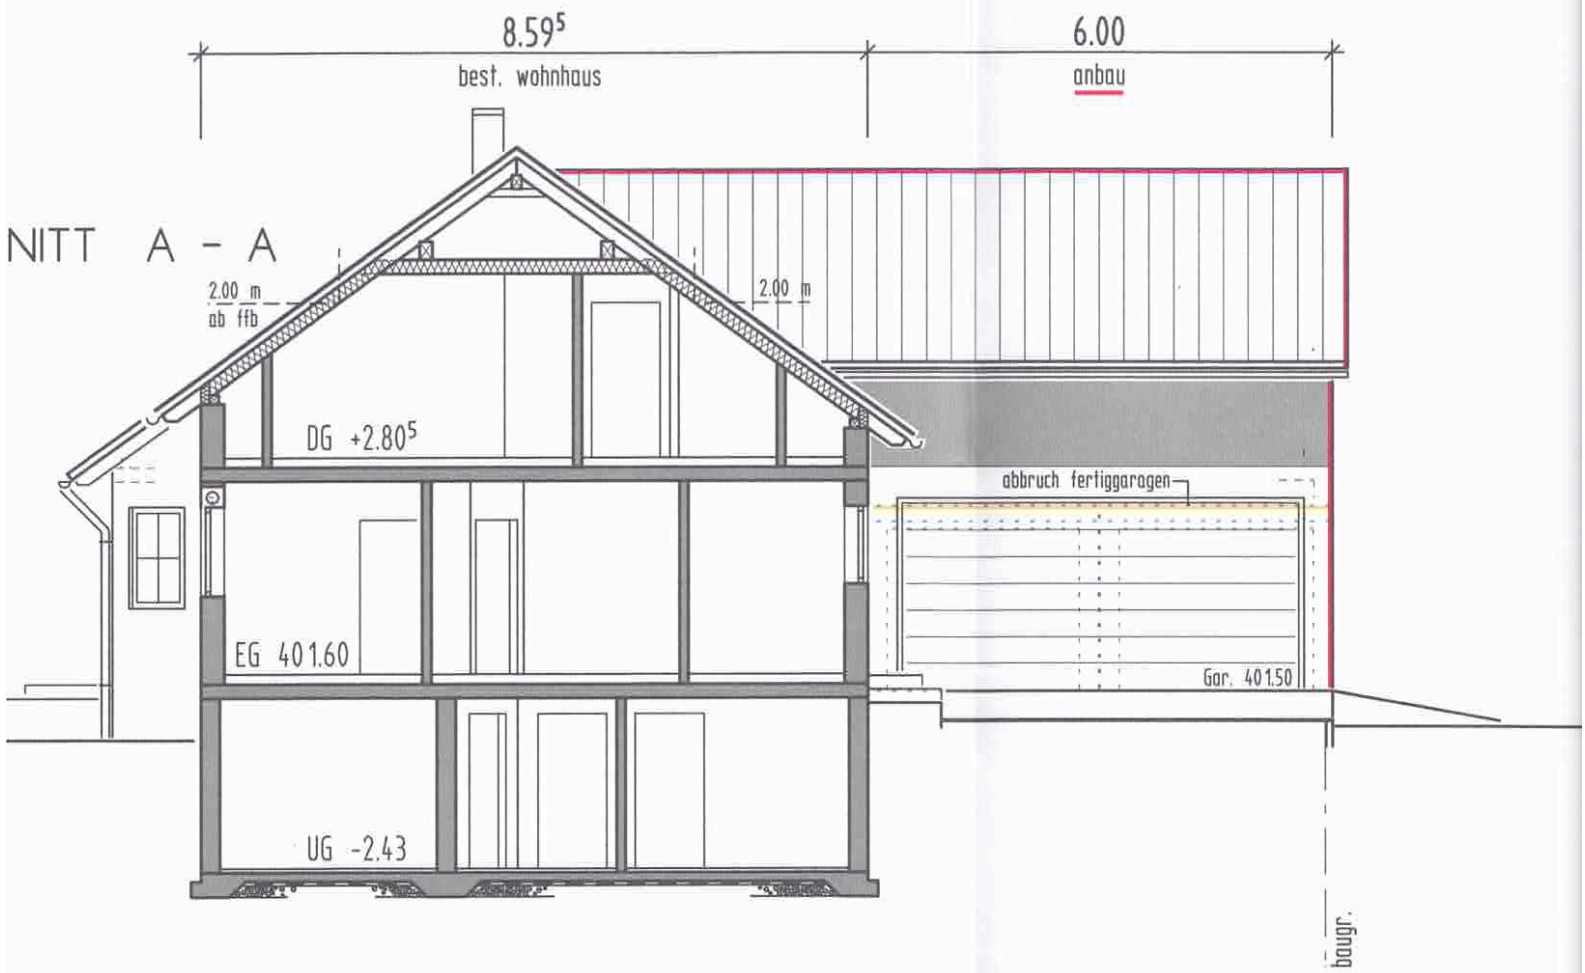 8.59⁵
6.00
best. wohnhaus
anbau
NITT A - A
2.00 m
ab ffb
2.00 m
DG +2.80⁵
abbruch fertiggaragen
EG 401.60
Gar. 401.50
UG -2.43
baugr.